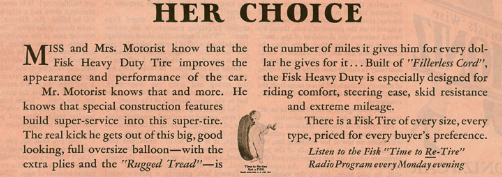 HER CHOICE
MISS and Mrs. Motorist know that the
Fisk Heavy Duty Tire improves the
appearance and performance of the car.
Mr. Motorist knows that and more. He
knows that special construction features
build super-service into this super-tire.
The real kick he gets out of this big, good
looking, full oversize balloon—with the
extra plies and the "Rugged Tread"—is
the number of miles it gives him for every dol-
lar he gives for it . . . Built of "Fillerless Cord",
the Fisk Heavy Duty is especially designed for
riding comfort, steering ease, skid resistance
and extreme mileage.
There is a Fisk Tire of every size, every
type, priced for every buyer's preference.
Listen to the Fisk "Time to Re-Tire"
Radio Program every Monday evening